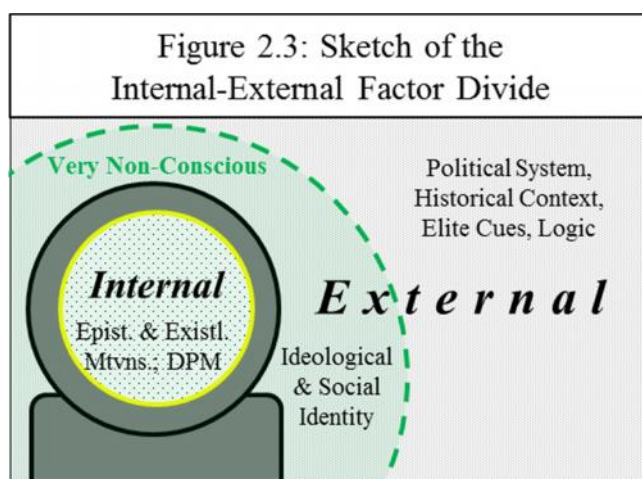 Figure 2.3: Sketch of the
Internal-External Factor Divide
Very Non-Conscious
Political System,
Historical Context,
Elite Cues, Logic
Internal
External
Epist. & Existl.
Mtvns.; DPM
Ideological
& Social
Identity